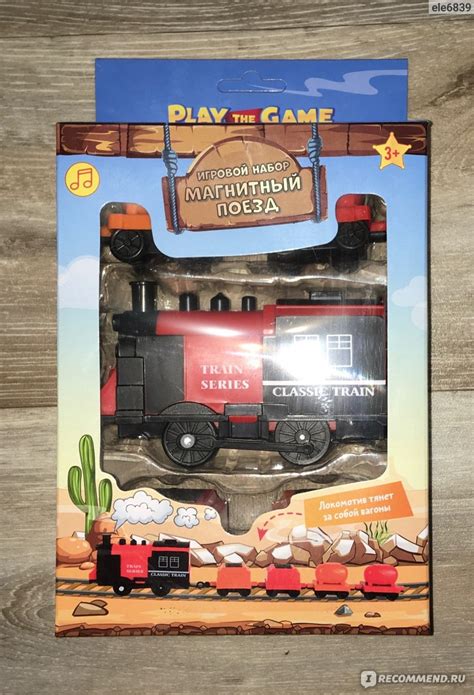 ele6839
PLAY THE GAME
3+
ИГРОВОЙ НАБОР
МАГНИТНЫЙ
ПОЕЗД
TRAIN
SERIES
CLASSIC TRAIN
Локомотив тянет
за собой вагоны
TRAIN
SERIES
CLASSIC TRAIN
I RECOMMEND.RU